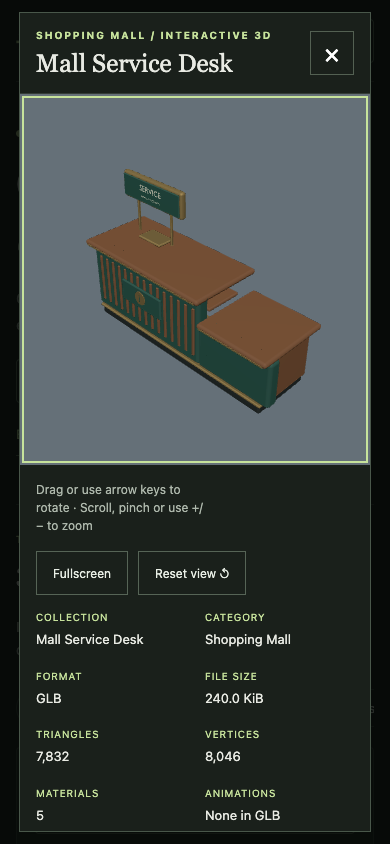 SHOPPING MALL / INTERACTIVE 3D
Mall Service Desk
×
SERVICE
Drag or use arrow keys to
rotate · Scroll, pinch or use +/
− to zoom
Fullscreen
Reset view ↺
COLLECTION
Mall Service Desk
CATEGORY
Shopping Mall
FORMAT
GLB
FILE SIZE
240.0 KiB
TRIANGLES
7,832
VERTICES
8,046
MATERIALS
5
ANIMATIONS
None in GLB